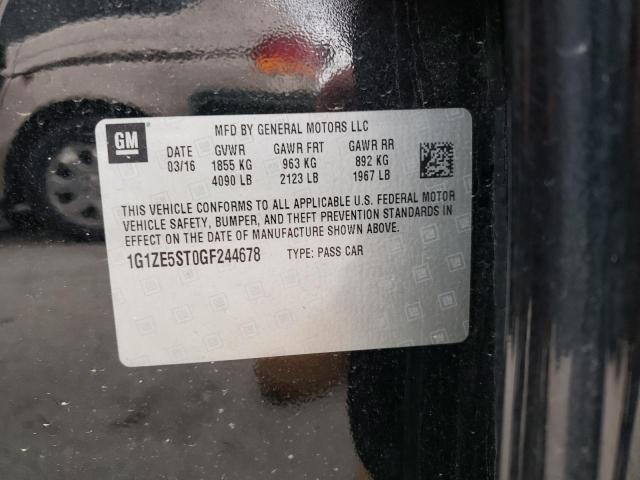 GM
MFD BY GENERAL MOTORS LLC
DATE GVWR GAWR FRT GAWR RR
03/16 1855 KG 963 KG 892 KG
4090 LB 2123 LB 1967 LB
THIS VEHICLE CONFORMS TO ALL APPLICABLE U.S. FEDERAL MOTOR
VEHICLE SAFETY, BUMPER, AND THEFT PREVENTION STANDARDS IN
EFFECT ON THE DATE OF MANUFACTURE SHOWN ABOVE.
1G1ZE5ST0GF244678 TYPE: PASS CAR